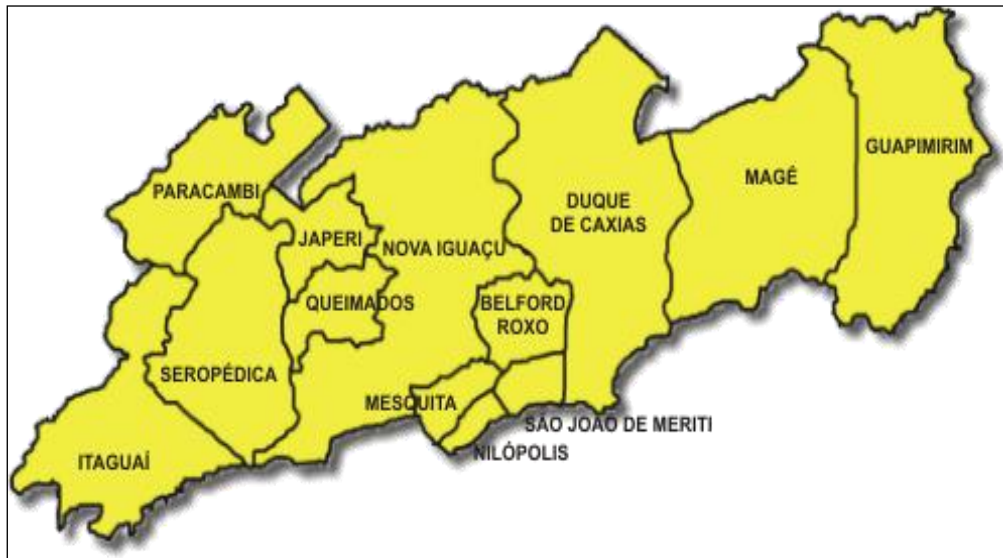 GUAPIMIRIM
MAGÉ
PARACAMBI
DUQUE
DE CAXIAS
JAPERI
NOVA IGUAÇU
QUEIMADOS
BELFORD
ROXO
SEROPÉDICA
MESQUITA
SÃO JOÃO DE MERITI
NILÓPOLIS
ITAGUAÍ